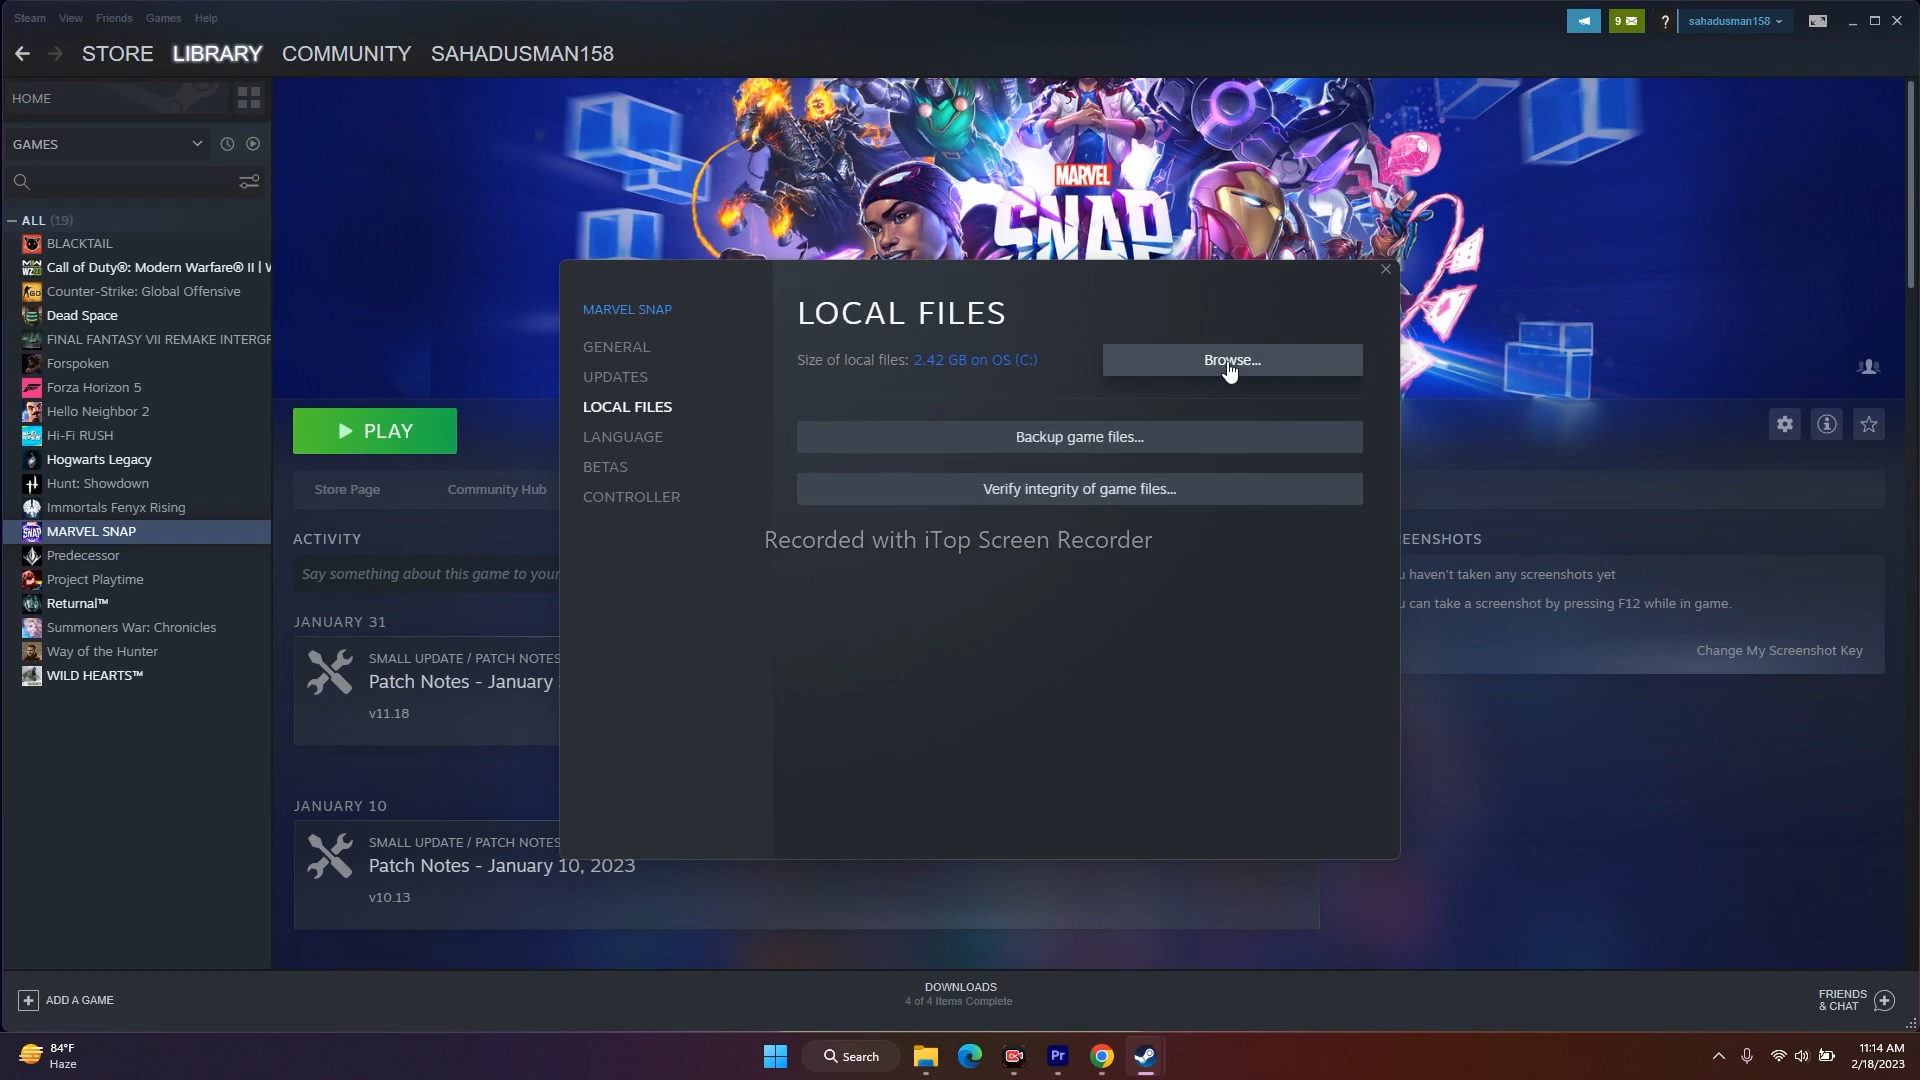 Steam View Friends Games Help
9
?
sahadusman158
STORE LIBRARY COMMUNITY SAHADUSMAN158
HOME
GAMES
ALL (19)
BLACKTAIL
Call of Duty®: Modern Warfare® II | W
Counter-Strike: Global Offensive
Dead Space
FINAL FANTASY VII REMAKE INTERGR
Forspoken
Forza Horizon 5
Hello Neighbor 2
Hi-Fi RUSH
Hogwarts Legacy
Hunt: Showdown
Immortals Fenyx Rising
MARVEL SNAP
Predecessor
Project Playtime
Returnal™
Summoners War: Chronicles
Way of the Hunter
WILD HEARTS™
MARVEL
SNAP
PLAY
Store Page Community Hub
ACTIVITY
Say something about this game to your
JANUARY 31
SMALL UPDATE / PATCH NOTES
Patch Notes - January
v11.18
JANUARY 10
SMALL UPDATE / PATCH NOTES
Patch Notes - January 10, 2023
v10.13
MARVEL SNAP
GENERAL
UPDATES
LOCAL FILES
LANGUAGE
BETAS
CONTROLLER
LOCAL FILES
Size of local files: 2.42 GB on OS (C:)
Browse...
Backup game files...
Verify integrity of game files...
Recorded with iTop Screen Recorder
EENSHOTS
u haven't taken any screenshots yet
u can take a screenshot by pressing F12 while in game.
Change My Screenshot Key
ADD A GAME
DOWNLOADS
4 of 4 Items Complete
FRIENDS
& CHAT
84°F
Haze
Search
Pr
11:14 AM
2/18/2023